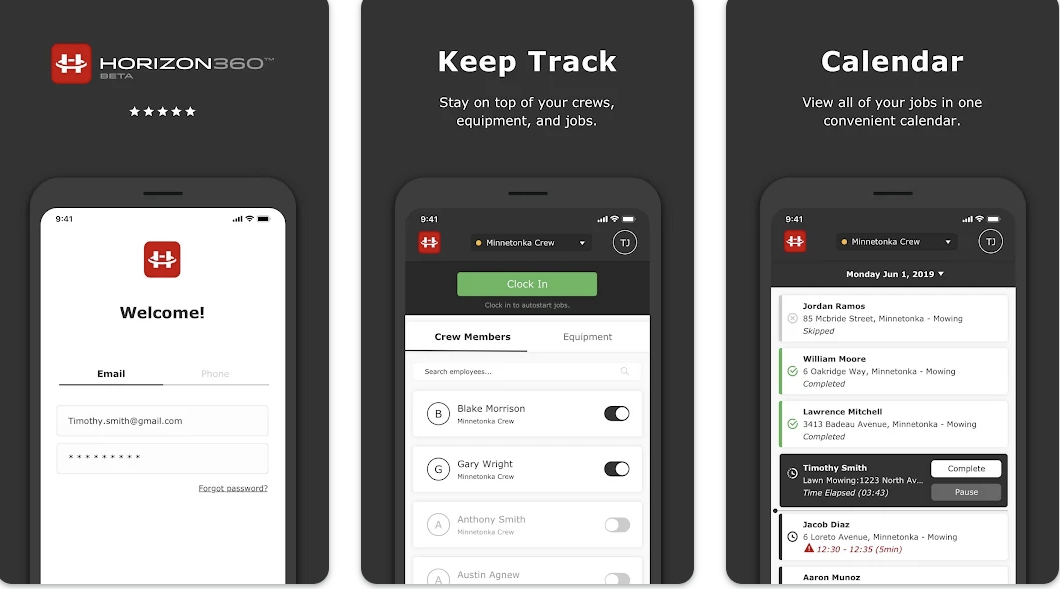 HORIZON360™
BETA
9:41
Welcome!
Email
Phone
Timothy.smith@gmail.com
* * * * * * * * *
Forgot password?
Keep Track
Stay on top of your crews,
equipment, and jobs.
9:41
Minnetonka Crew
TJ
Clock In
Clock in to autostart jobs.
Crew Members
Equipment
Search employees...
B
Blake Morrison
Minnetonka Crew
G
Gary Wright
Minnetonka Crew
A
Anthony Smith
Minnetonka Crew
A
Austin Agnew
Calendar
View all of your jobs in one
convenient calendar.
9:41
Minnetonka Crew
TJ
Monday Jun 1, 2019
Jordan Ramos
85 Mcbride Street, Minnetonka - Mowing
Skipped
William Moore
6 Oakridge Way, Minnetonka - Mowing
Completed
Lawrence Mitchell
3413 Badeau Avenue, Minnetonka - Mowing
Completed
Timothy Smith
Lawn Mowing:1223 North Av...
Time Elapsed (03:43)
Complete
Pause
Jacob Diaz
6 Loreto Avenue, Minnetonka - Mowing
12:30 - 12:35 (5min)
Aaron Munoz